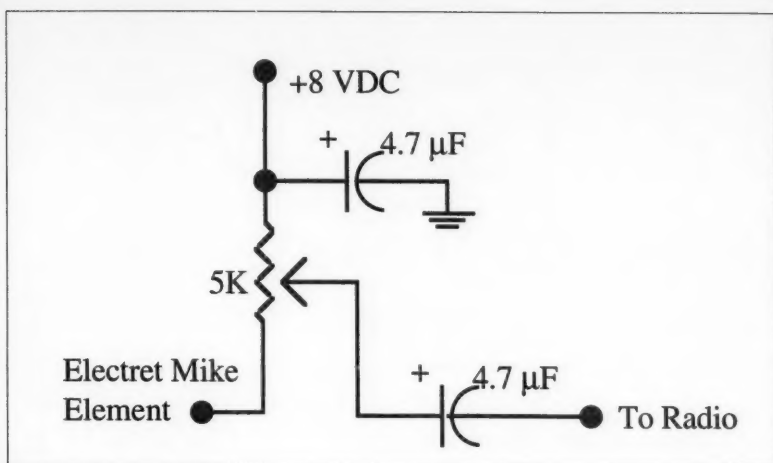 +8 VDC
+ 4.7 µF
5K
Electret Mike
Element
+ 4.7 µF
To Radio